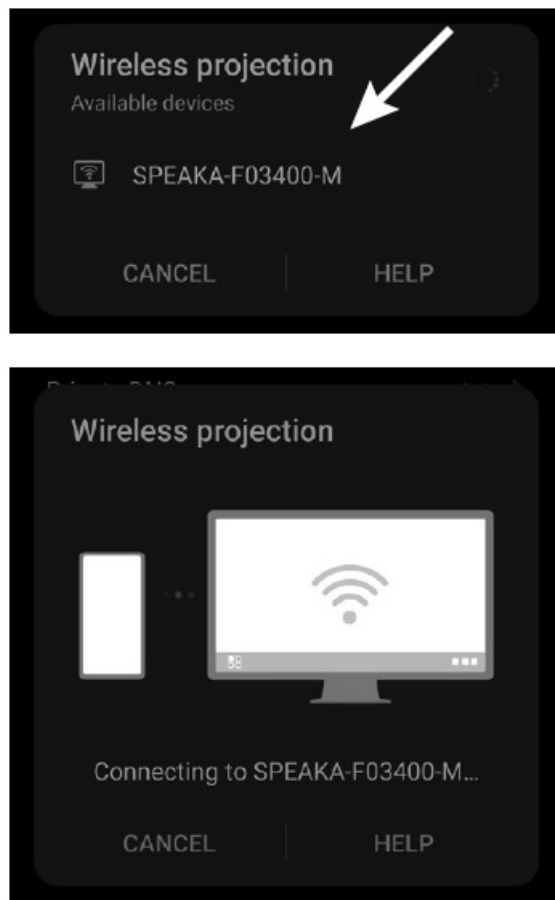 Wireless projection
Available devices
SPEAKA-F03400-M
CANCEL HELP
Wireless projection
Connecting to SPEAKA-F03400-M...
CANCEL HELP